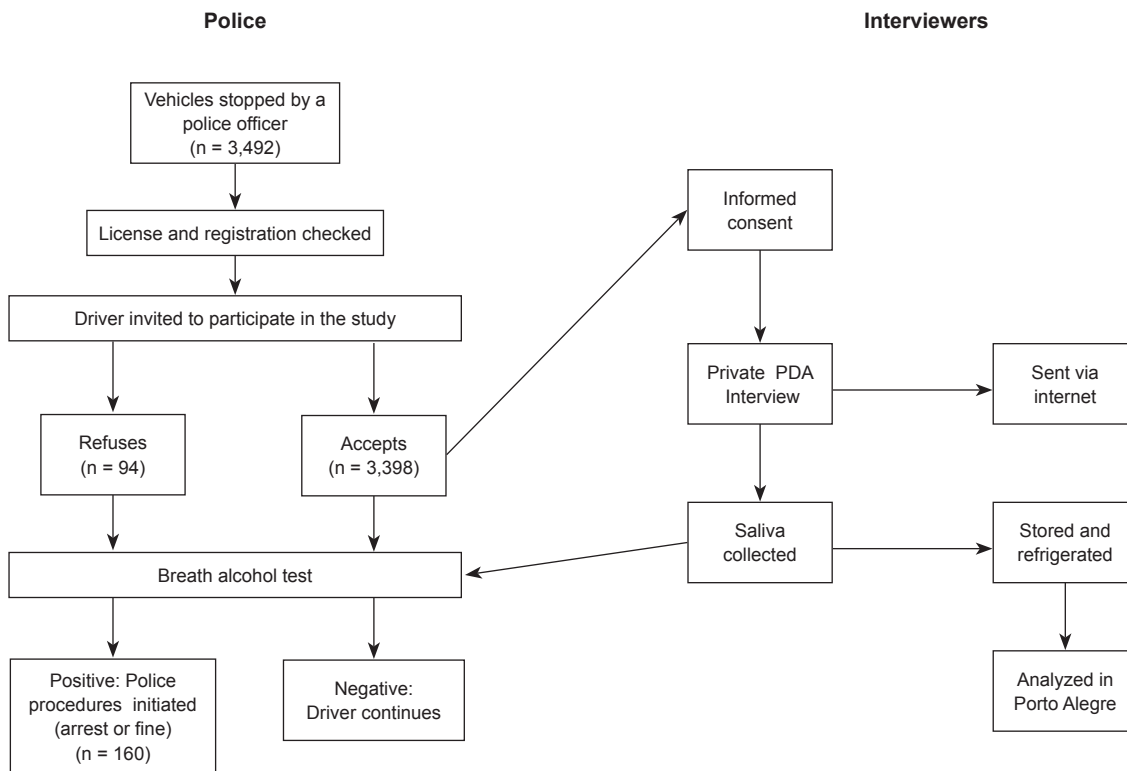 Police
Interviewers
Vehicles stopped by a
police officer
(n = 3,492)
License and registration checked
Driver invited to participate in the study
Refuses
(n = 94)
Accepts
(n = 3,398)
Breath alcohol test
Positive: Police
procedures initiated
(arrest or fine)
(n = 160)
Negative:
Driver continues
Informed
consent
Private PDA
Interview
Sent via
internet
Saliva
collected
Stored and
refrigerated
Analyzed in
Porto Alegre